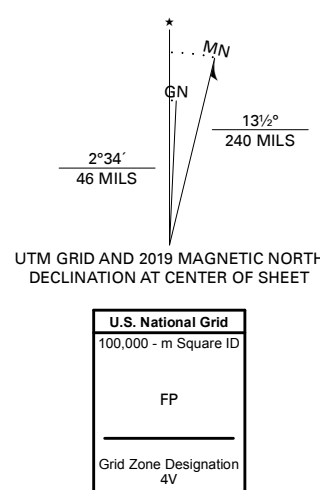 ★
MN
GN
13½°
240 MILS
2°34´
46 MILS
UTM GRID AND 2019 MAGNETIC NORTH
DECLINATION AT CENTER OF SHEET
U.S. National Grid
100,000 - m Square ID
FP
Grid Zone Designation
4V